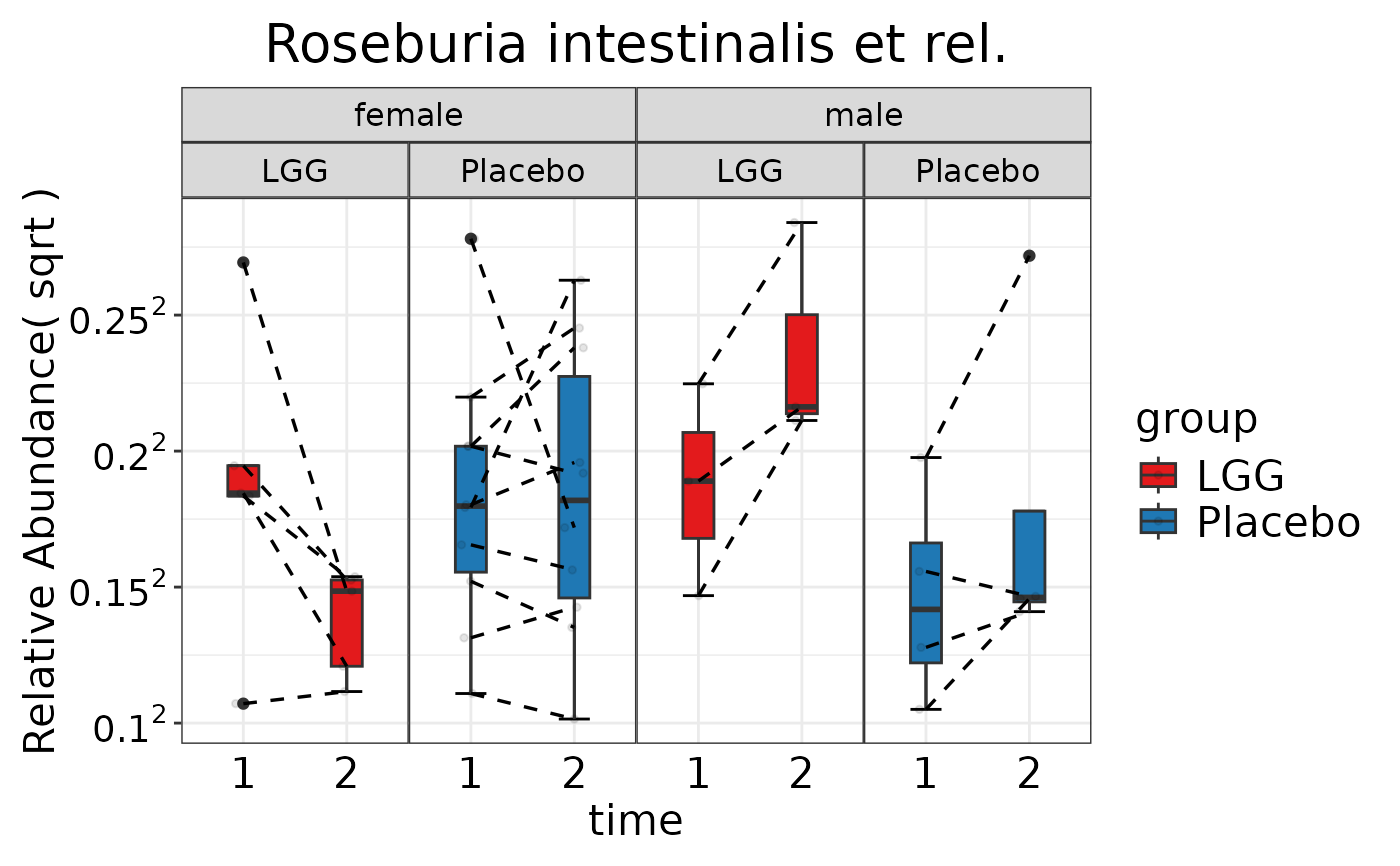 Roseburia intestinalis et rel.
female male
LGG Placebo LGG Placebo
Relative Abundance( sqrt )
0.25²
0.2²
0.15²
0.1²
1 2 1 2 1 2 1 2
time
group
LGG
Placebo